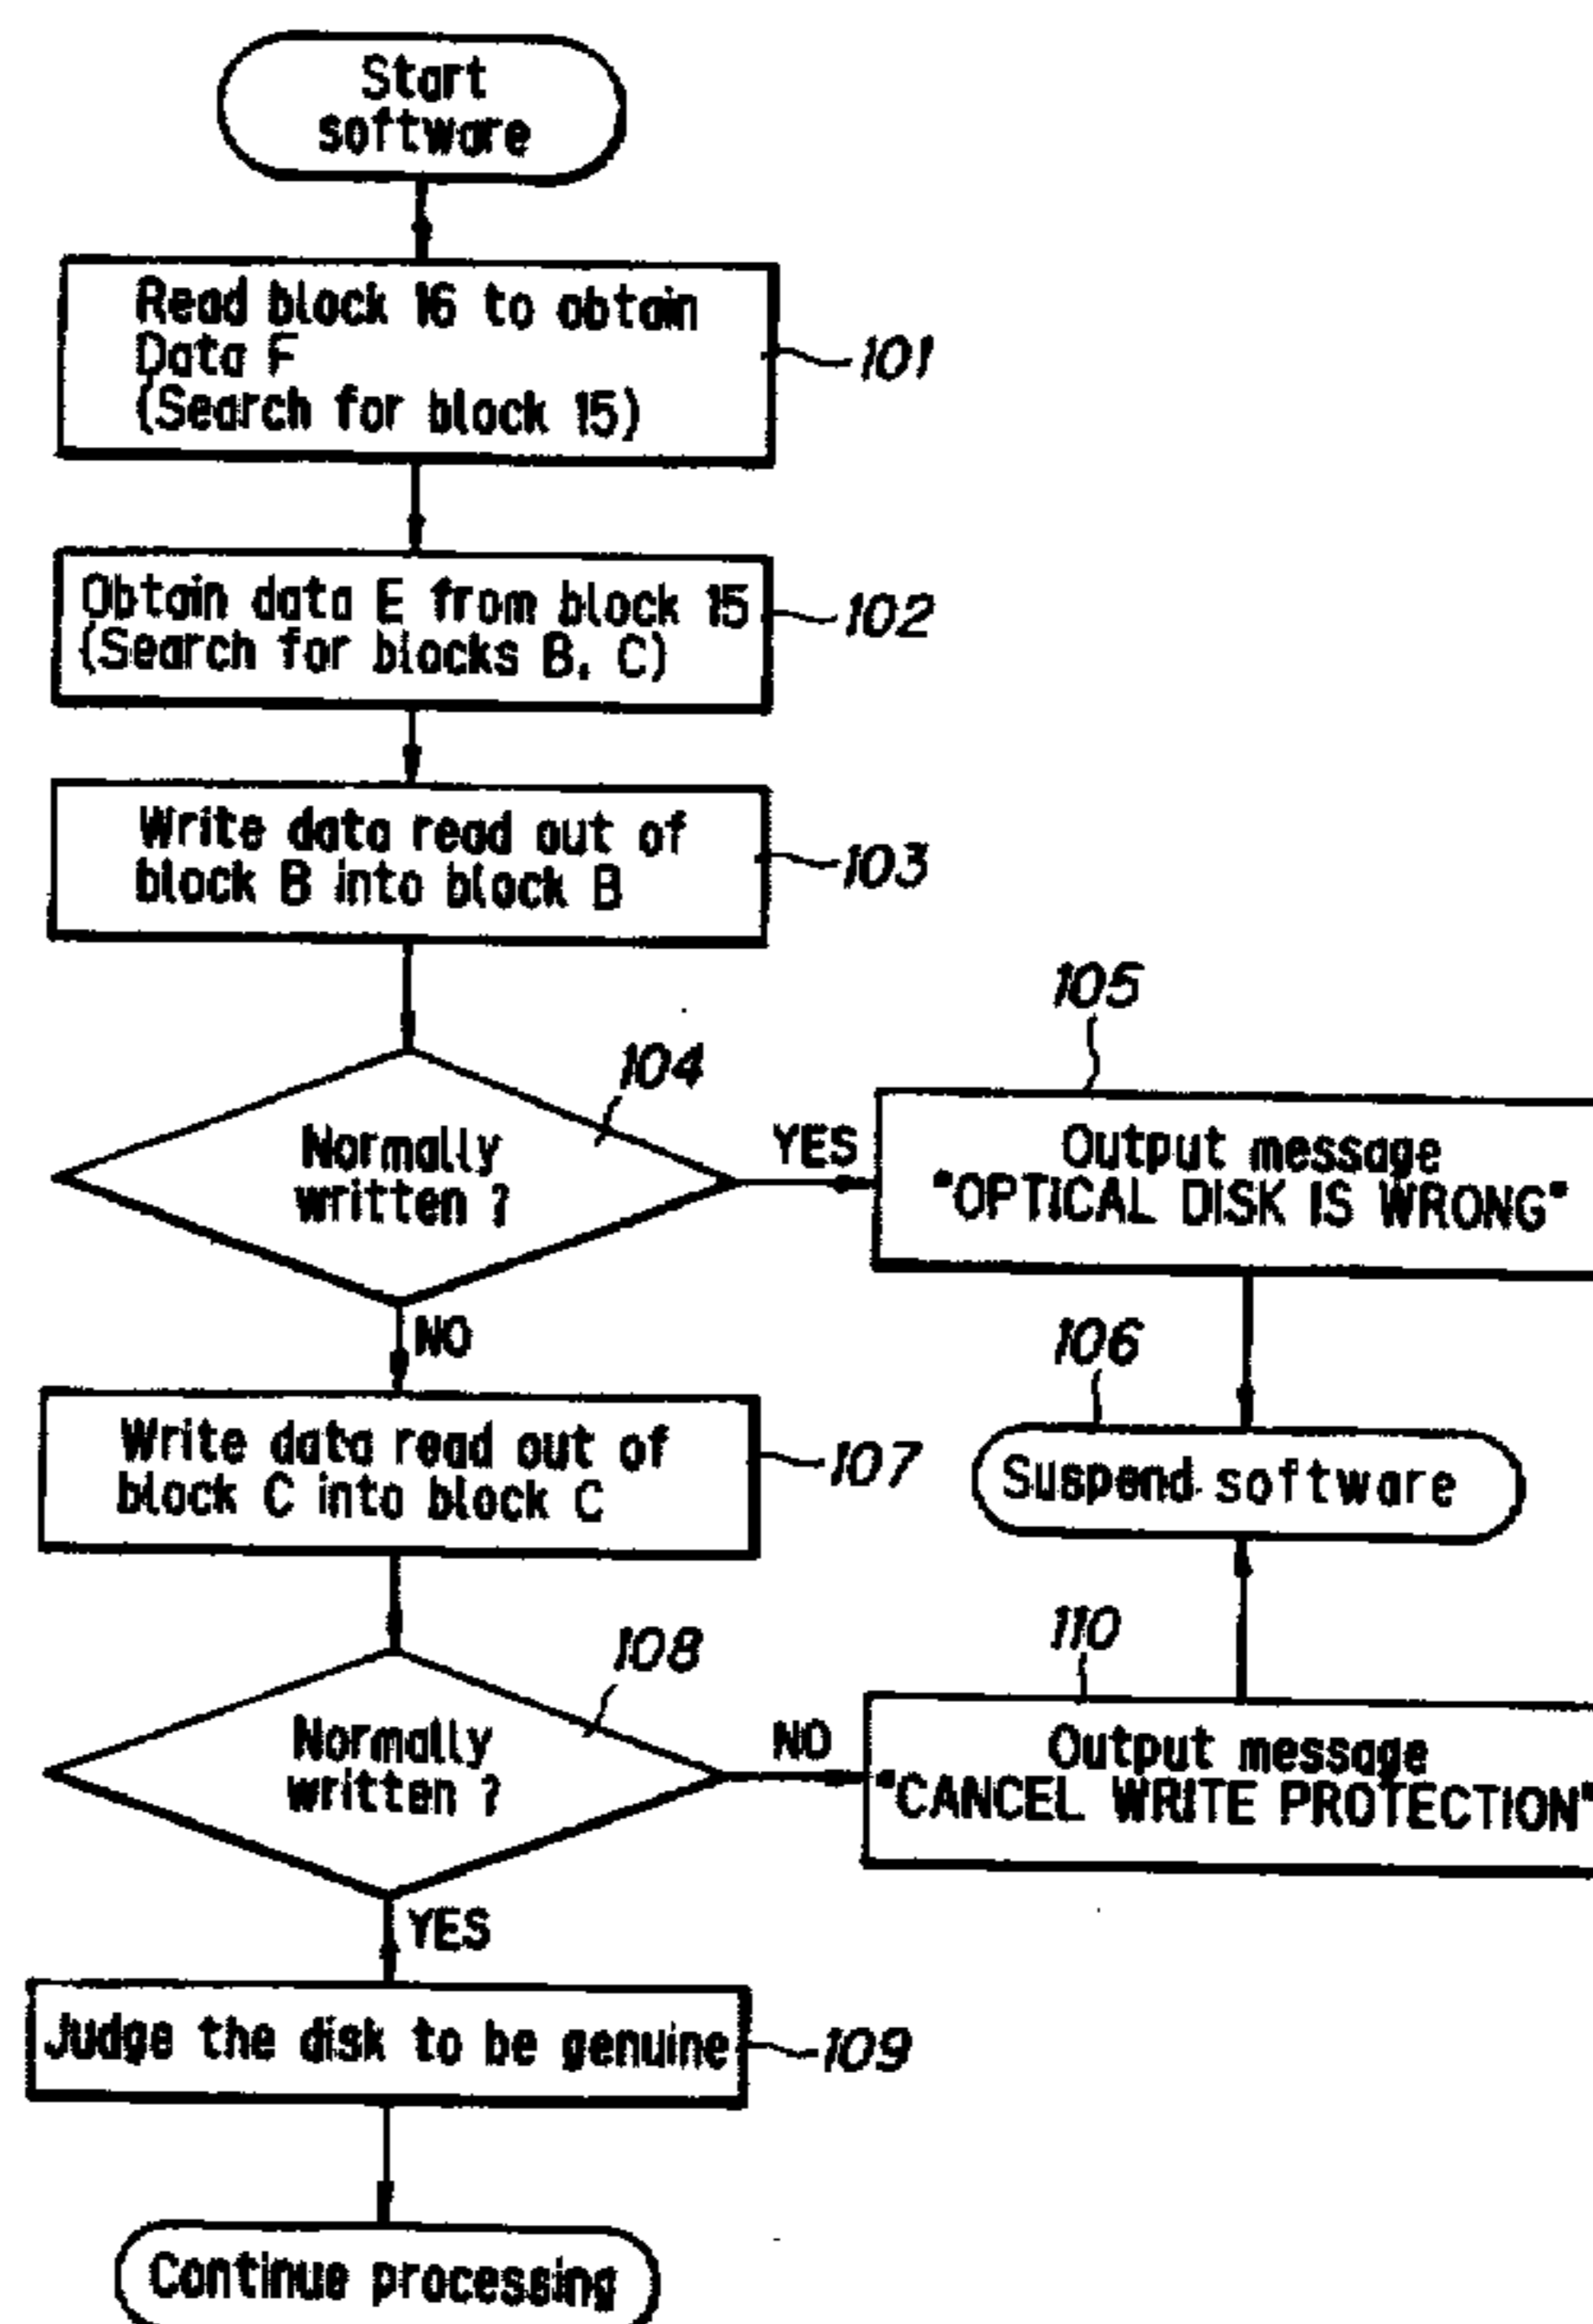 Start
software
Read block 16 to obtain
Data F
(Search for block 15)
101
Obtain data E from block 15
(Search for blocks B, C)
102
Write data read out of
block B into block B
103
104
Normally
written ?
YES
NO
105
Output message
"OPTICAL DISK IS WRONG"
106
Suspend software
Write data read out of
block C into block C
107
108
Normally
written ?
NO
YES
110
Output message
"CANCEL WRITE PROTECTION"
Judge the disk to be genuine
109
Continue processing